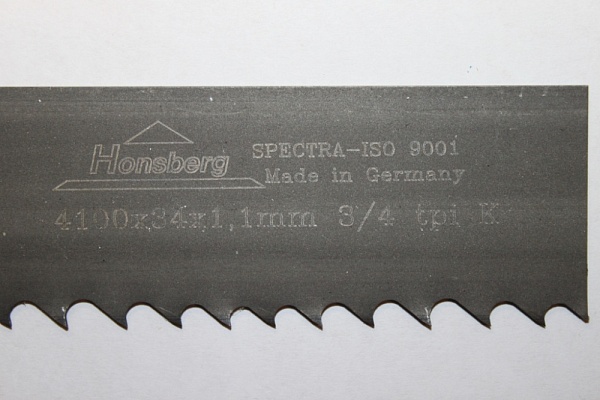 Honsberg
SPECTRA-ISO 9001
Made in Germany
4100x34x1,1mm 3/4 tpi K